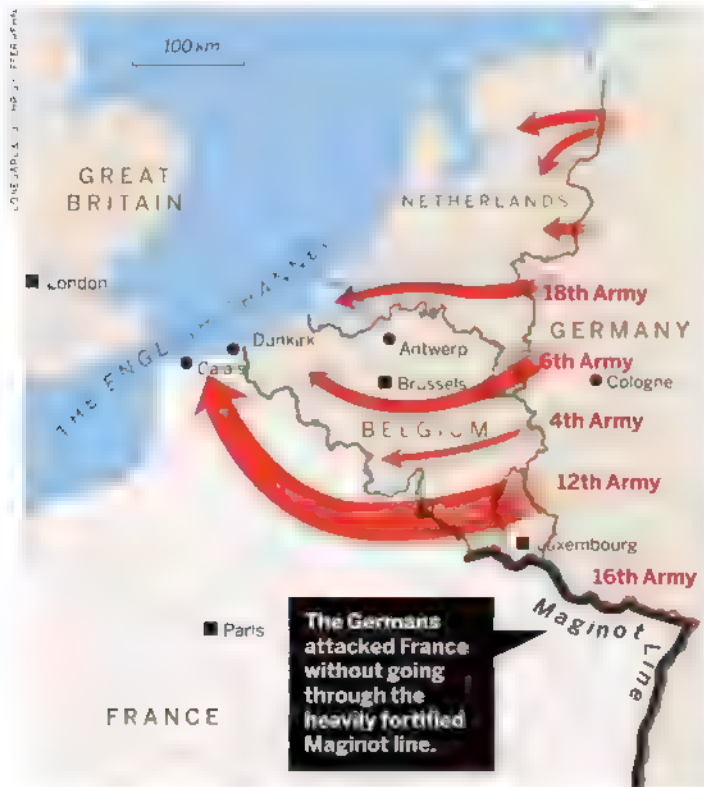 100 km
GREAT
BRITAIN
NETHERLANDS
London
18th Army
GERMANY
Dunkirk
Antwerp
6th Army
Cologne
Brussels
BELGIUM
4th Army
12th Army
Luxembourg
16th Army
Maginot Line
Paris
The Germans
attacked France
without going
through the
heavily fortified
Maginot line.
FRANCE